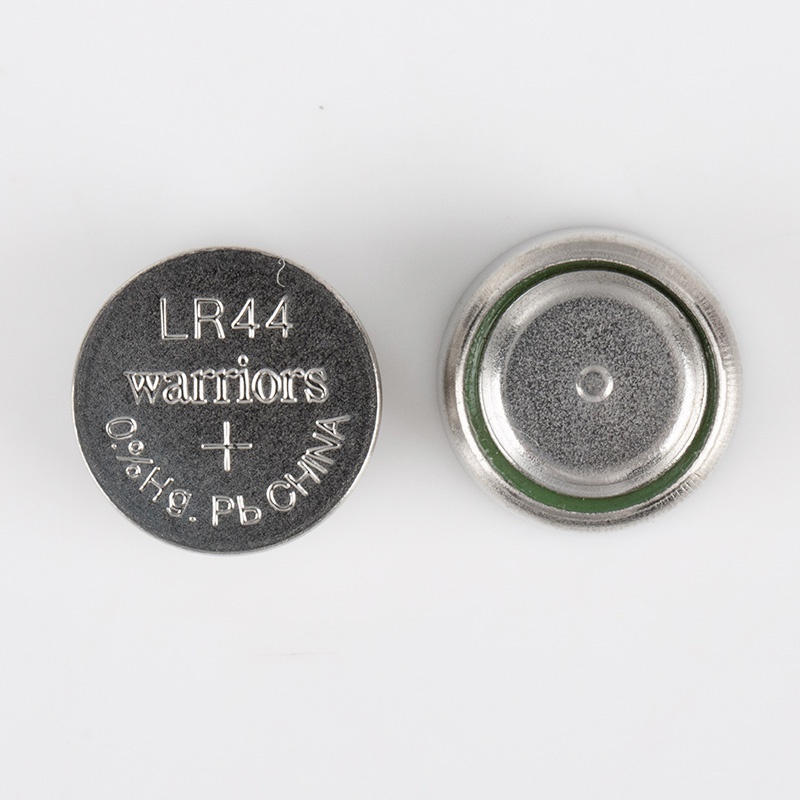 LR44
warriors
+
0%Hg. Pb CHINA